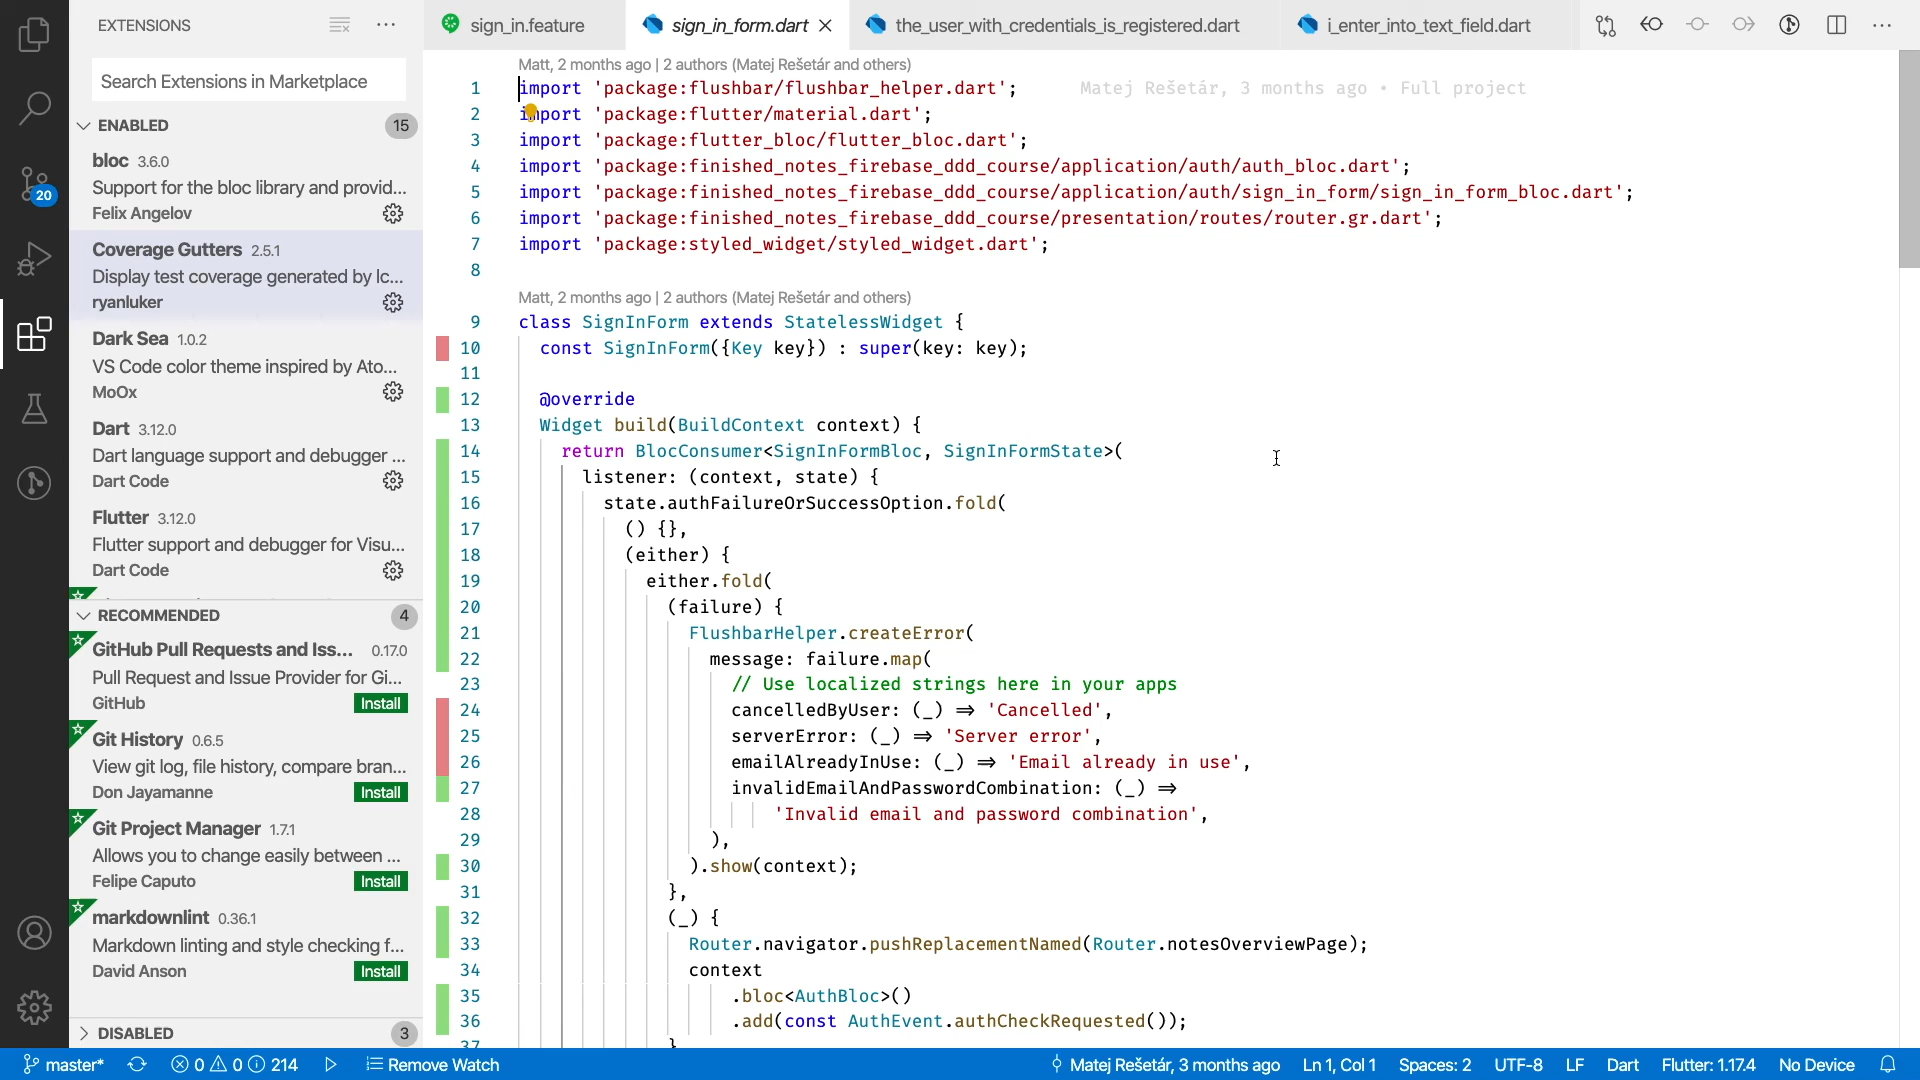 EXTENSIONS
Search Extensions in Marketplace
ENABLED 15
bloc 3.6.0
Support for the bloc library and provid...
Felix Angelov
Coverage Gutters 2.5.1
Display test coverage generated by lc...
ryanluker
Dark Sea 1.0.2
VS Code color theme inspired by Ato...
MoOx
Dart 3.12.0
Dart language support and debugger ...
Dart Code
Flutter 3.12.0
Flutter support and debugger for Visu...
Dart Code
RECOMMENDED 4
GitHub Pull Requests and Iss... 0.17.0
Pull Request and Issue Provider for Gi...
GitHub Install
Git History 0.6.5
View git log, file history, compare bran...
Don Jayamanne Install
Git Project Manager 1.7.1
Allows you to change easily between ...
Felipe Caputo Install
markdownlint 0.36.1
Markdown linting and style checking f...
David Anson Install
DISABLED 3
20
sign_in.feature sign_in_form.dart the_user_with_credentials_is_registered.dart i_enter_into_text_field.dart
Matt, 2 months ago | 2 authors (Matej Rešetár and others)
1 import 'package:flushbar/flushbar_helper.dart'; Matej Rešetár, 3 months ago • Full project
2 import 'package:flutter/material.dart';
3 import 'package:flutter_bloc/flutter_bloc.dart';
4 import 'package:finished_notes_firebase_ddd_course/application/auth/auth_bloc.dart';
5 import 'package:finished_notes_firebase_ddd_course/application/auth/sign_in_form/sign_in_form_bloc.dart';
6 import 'package:finished_notes_firebase_ddd_course/presentation/routes/router.gr.dart';
7 import 'package:styled_widget/styled_widget.dart';
8
Matt, 2 months ago | 2 authors (Matej Rešetár and others)
9 class SignInForm extends StatelessWidget {
10 const SignInForm({Key key}) : super(key: key);
11
12 @override
13 Widget build(BuildContext context) {
14 return BlocConsumer<SignInFormBloc, SignInFormState>(
15 listener: (context, state) {
16 state.authFailureOrSuccessOption.fold(
17 () {},
18 (either) {
19 either.fold(
20 (failure) {
21 FlushbarHelper.createError(
22 message: failure.map(
23 // Use localized strings here in your apps
24 cancelledByUser: (_) => 'Cancelled',
25 serverError: (_) => 'Server error',
26 emailAlreadyInUse: (_) => 'Email already in use',
27 invalidEmailAndPasswordCombination: (_) =>
28 'Invalid email and password combination',
29 ),
30 ).show(context);
31 },
32 (_) {
33 Router.navigator.pushReplacementNamed(Router.notesOverviewPage);
34 context
35 .bloc<AuthBloc>()
36 .add(const AuthEvent.authCheckRequested());
37 }
master* 0 0 214 Remove Watch Matej Rešetár, 3 months ago Ln 1, Col 1 Spaces: 2 UTF-8 LF Dart Flutter: 1.17.4 No Device